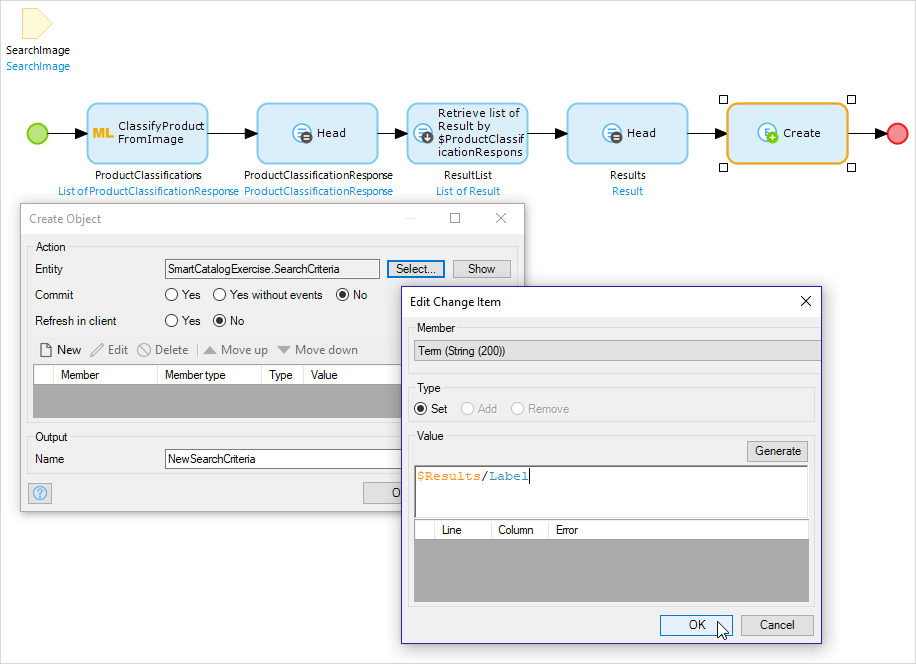 SearchImage
SearchImage
ML ClassifyProduct
FromImage
Head
Retrieve list of
Result by
$ProductClassif
icationRespons
Head
Create
ProductClassifications
List of ProductClassificationResponse
ProductClassificationResponse
ProductClassificationResponse
ResultList
List of Result
Results
Result
Create Object
Action
Entity
SmartCatalogExercise.SearchCriteria
Select...
Show
Commit
Yes
Yes without events
No
Refresh in client
Yes
No
New
Edit
Delete
Move up
Move down
Member
Member type
Type
Value
Output
Name
NewSearchCriteria
O
Edit Change Item
Member
Term (String (200))
Type
Set
Add
Remove
Value
Generate
$Results/Label
Line
Column
Error
OK
Cancel